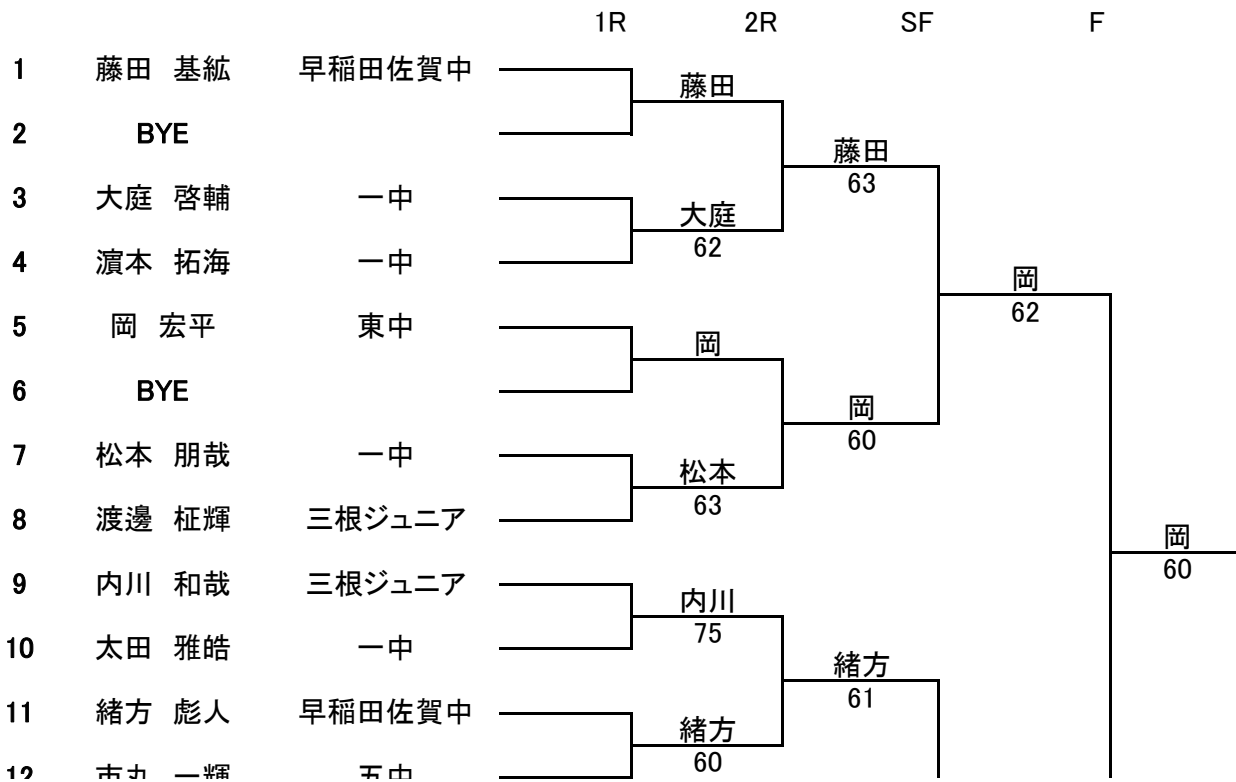 1R 2R SF F
1 藤田 基紘 早稲田佐賀中
藤田
2 BYE
藤田
63
3 大庭 啓輔 一中
大庭
62
4 濵本 拓海 一中
岡
62
5 岡 宏平 東中
岡
6 BYE
岡
60
7 松本 朋哉 一中
松本
63
8 渡邊 柾輝 三根ジュニア
岡
60
9 内川 和哉 三根ジュニア
内川
75
10 太田 雅皓 一中
緒方
61
11 緒方 彪人 早稲田佐賀中
緒方
60
12 市丸 一輝 五中